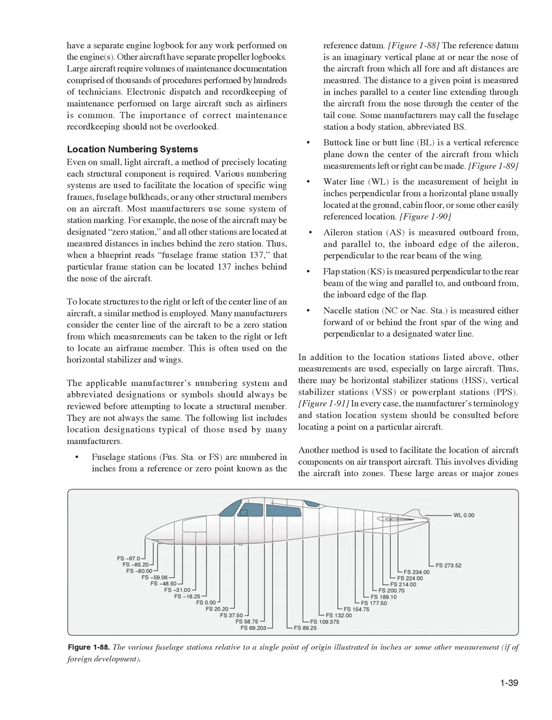 have a separate engine logbook for any work performed on
the engine(s). Other aircraft have separate propeller logbooks.
Large aircraft require volumes of maintenance documentation
comprised of thousands of procedures performed by hundreds
of technicians. Electronic dispatch and recordkeeping of
maintenance performed on large aircraft such as airliners
is common. The importance of correct maintenance
recordkeeping should not be overlooked.
Location Numbering Systems
Even on small, light aircraft, a method of precisely locating
each structural component is required. Various numbering
systems are used to facilitate the location of specific wing
frames, fuselage bulkheads, or any other structural members
on an aircraft. Most manufacturers use some system of
station marking. For example, the nose of the aircraft may be
designated “zero station,” and all other stations are located at
measured distances in inches behind the zero station. Thus,
when a blueprint reads “fuselage frame station 137,” that
particular frame station can be located 137 inches behind
the nose of the aircraft.
To locate structures to the right or left of the center line of an
aircraft, a similar method is employed. Many manufacturers
consider the center line of the aircraft to be a zero station
from which measurements can be taken to the right or left
to locate an airframe member. This is often used on the
horizontal stabilizer and wings.
The applicable manufacturer’s numbering system and
abbreviated designations or symbols should always be
reviewed before attempting to locate a structural member.
They are not always the same. The following list includes
location designations typical of those used by many
manufacturers.
• Fuselage stations (Fus. Sta. or FS) are numbered in
inches from a reference or zero point known as the
reference datum. [Figure 1-88] The reference datum
is an imaginary vertical plane at or near the nose of
the aircraft from which all fore and aft distances are
measured. The distance to a given point is measured
in inches parallel to a center line extending through
the aircraft from the nose through the center of the
tail cone. Some manufacturers may call the fuselage
station a body station, abbreviated BS.
• Buttock line or butt line (BL) is a vertical reference
plane down the center of the aircraft from which
measurements left or right can be made. [Figure 1-89]
• Water line (WL) is the measurement of height in
inches perpendicular from a horizontal plane usually
located at the ground, cabin floor, or some other easily
referenced location. [Figure 1-90]
• Aileron station (AS) is measured outboard from,
and parallel to, the inboard edge of the aileron,
perpendicular to the rear beam of the wing.
• Flap station (KS) is measured perpendicular to the rear
beam of the wing and parallel to, and outboard from,
the inboard edge of the flap.
• Nacelle station (NC or Nac. Sta.) is measured either
forward of or behind the front spar of the wing and
perpendicular to a designated water line.
In addition to the location stations listed above, other
measurements are used, especially on large aircraft. Thus,
there may be horizontal stabilizer stations (HSS), vertical
stabilizer stations (VSS) or powerplant stations (PPS).
[Figure 1-91] In every case, the manufacturer’s terminology
and station location system should be consulted before
locating a point on a particular aircraft.
Another method is used to facilitate the location of aircraft
components on air transport aircraft. This involves dividing
the aircraft into zones. These large areas or major zones
WL 0.00
FS −97.0
FS −85.20
FS −80.00
FS −59.06
FS −48.50
FS −31.00
FS −16.25
FS 0.00
FS 20.20
FS 37.50
FS 58.75
FS 69.203
FS 89.25
FS 109.375
FS 132.00
FS 154.75
FS 177.50
FS 189.10
FS 200.70
FS 214.00
FS 224.00
FS 234.00
FS 273.52
Figure 1-88. The various fuselage stations relative to a single point of origin illustrated in inches or some other measurement (if of
foreign development).
1-39